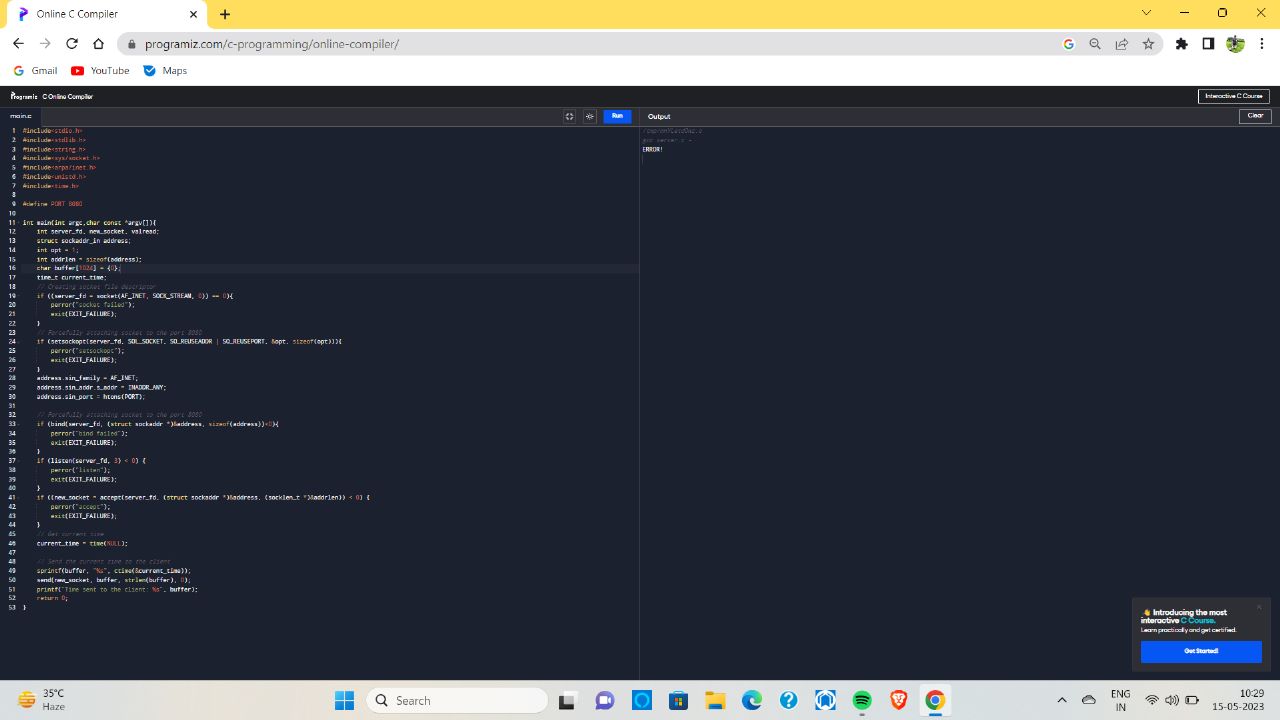 Online C Compiler
programiz.com/c-programming/online-compiler/
Gmail YouTube Maps
Programiz C Online Compiler
Interactive C Course
main.c
Run
Output
Clear
1 #include<stdio.h>
2 #include<stdlib.h>
3 #include<string.h>
4 #include<sys/socket.h>
5 #include<arpa/inet.h>
6 #include<unistd.h>
7 #include<time.h>
8
9 #define PORT 8080
10
11 int main(int argc,char const *argv[]){
12 int server_fd, new_socket, valread;
13 struct sockaddr_in address;
14 int opt = 1;
15 int addrlen = sizeof(address);
16 char buffer[1024] = {0};
17 time_t current_time;
18 // Creating socket file descriptor
19 if ((server_fd = socket(AF_INET, SOCK_STREAM, 0)) == 0){
20 perror("socket failed");
21 exit(EXIT_FAILURE);
22 }
23 // Forcefully attaching socket to the port 8080
24 if (setsockopt(server_fd, SOL_SOCKET, SO_REUSEADDR | SO_REUSEPORT, &opt, sizeof(opt))){
25 perror("setsockopt");
26 exit(EXIT_FAILURE);
27 }
28 address.sin_family = AF_INET;
29 address.sin_addr.s_addr = INADDR_ANY;
30 address.sin_port = htons(PORT);
31
32 // Forcefully attaching socket to the port 8080
33 if (bind(server_fd, (struct sockaddr *)&address, sizeof(address))<0){
34 perror("bind failed");
35 exit(EXIT_FAILURE);
36 }
37 if (listen(server_fd, 3) < 0) {
38 perror("listen");
39 exit(EXIT_FAILURE);
40 }
41 if ((new_socket = accept(server_fd, (struct sockaddr *)&address, (socklen_t *)&addrlen)) < 0) {
42 perror("accept");
43 exit(EXIT_FAILURE);
44 }
45 // Get current time
46 current_time = time(NULL);
47
48 // Send the current time to the client
49 sprintf(buffer, "%s", ctime(&current_time));
50 send(new_socket, buffer, strlen(buffer), 0);
51 printf("Time sent to the client: %s", buffer);
52 return 0;
53 }
ERROR!
Introducing the most
interactive C Course.
Learn practically and get certified.
Get Started!
35°C
Haze
Search
ENG
IN
10:29
15-05-2023